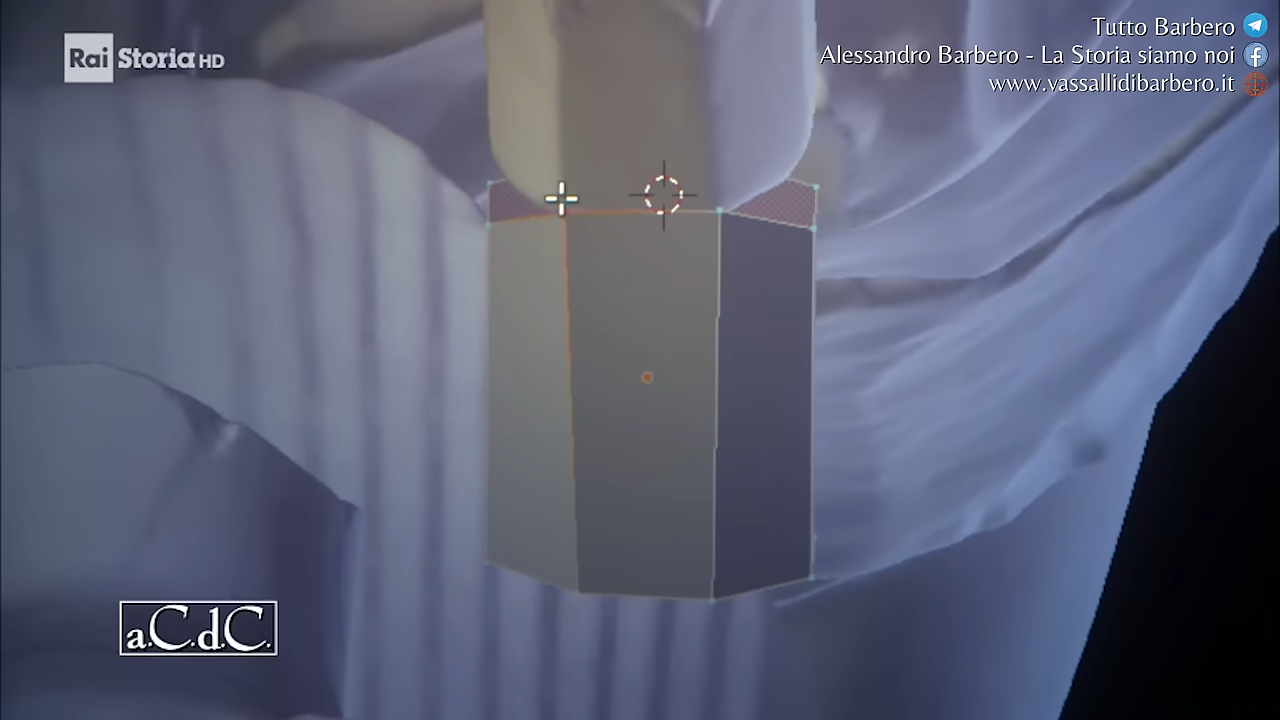 Rai Storia HD
Tutto Barbero
Alessandro Barbero - La Storia siamo noi
www.vassallidibarbero.it
a.C.d.C.